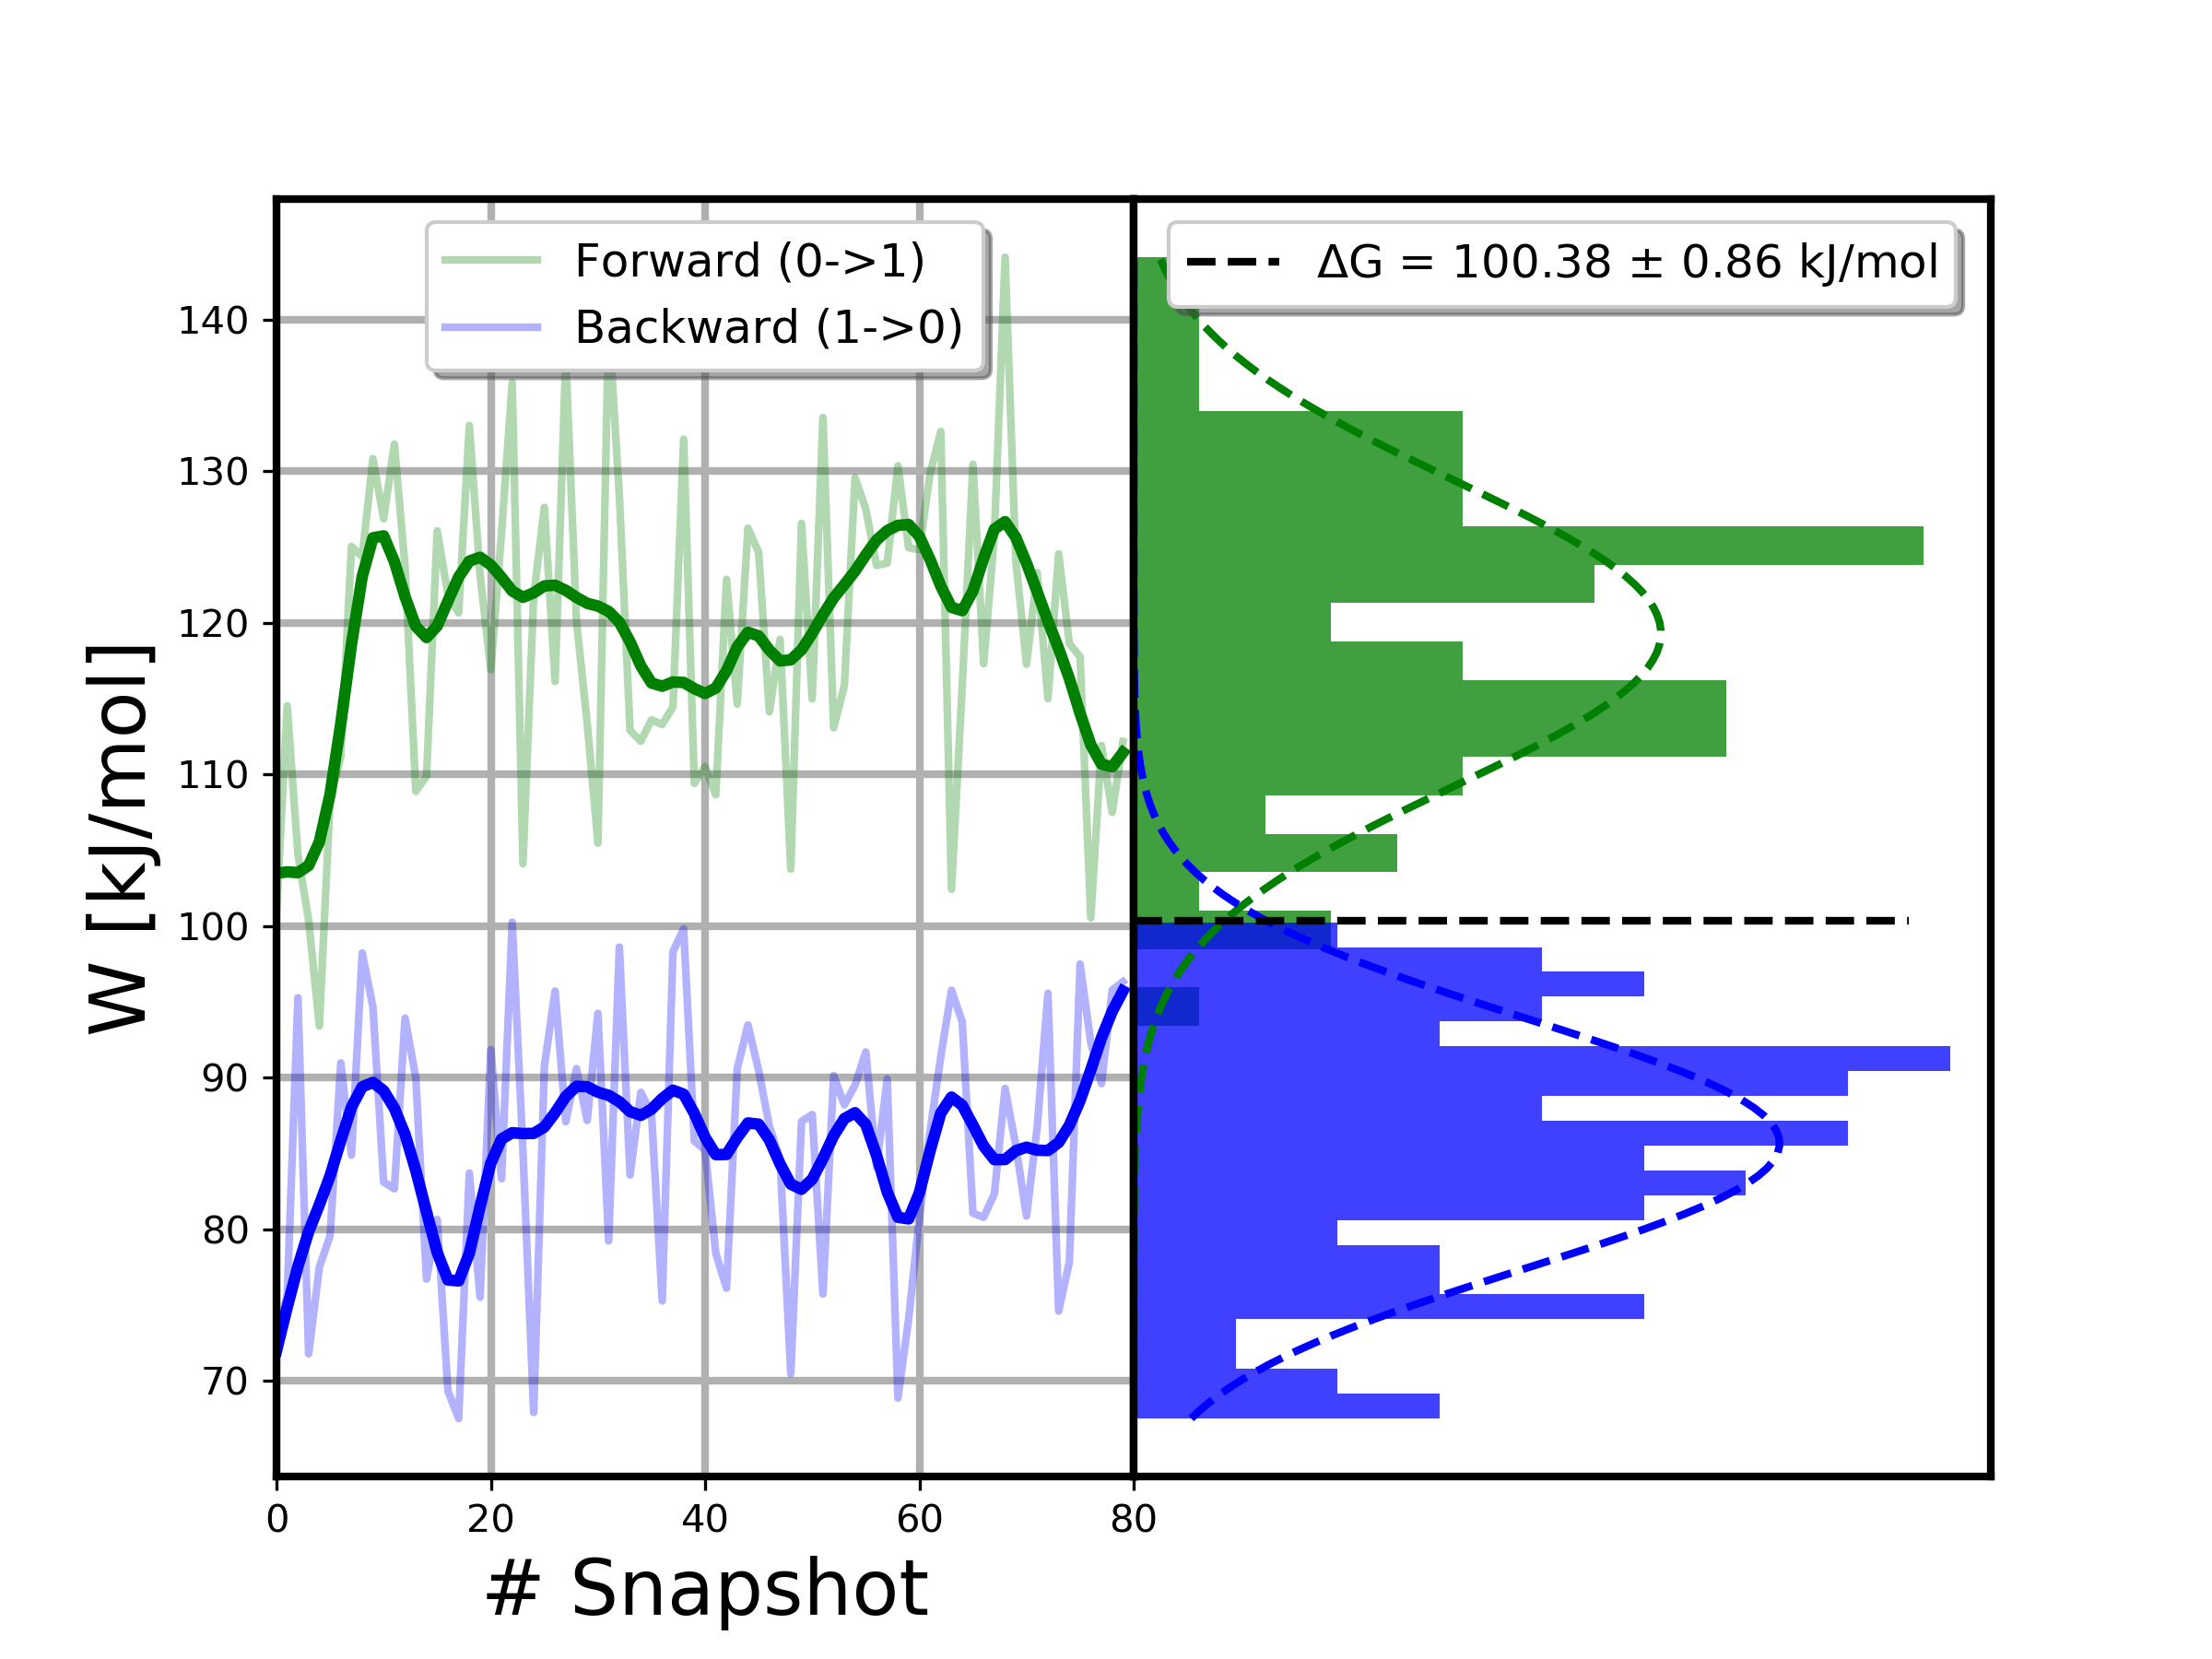 Forward (0->1)
Backward (1->0)
ΔG = 100.38 ± 0.86 kJ/mol
W [kJ/mol]
140
130
120
110
100
90
80
70
0 20 40 60 80
# Snapshot